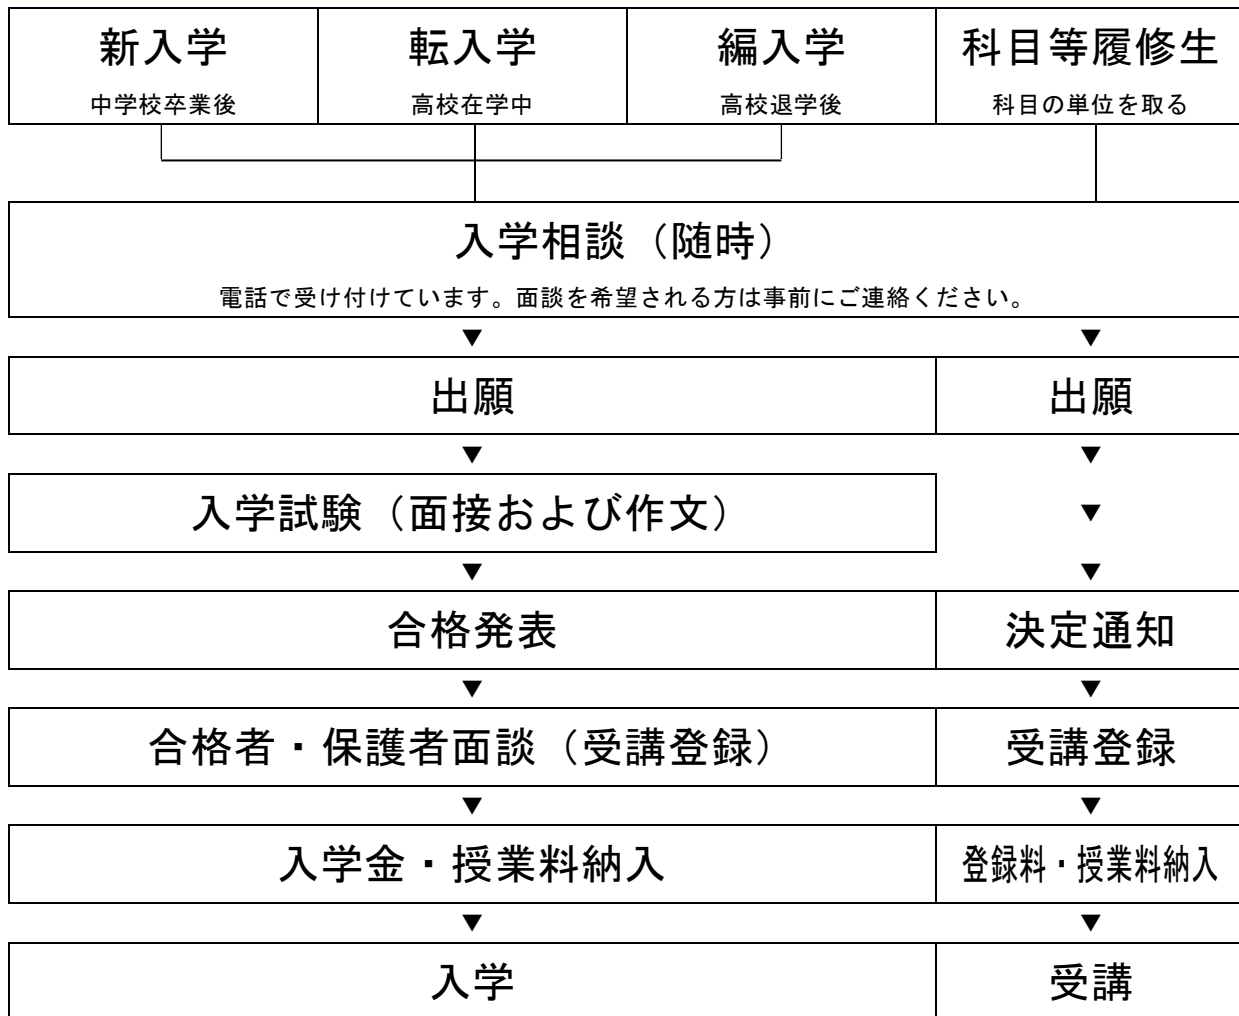 新入学 転入学 編入学 科目等履修生
中学校卒業後 高校在学中 高校退学後 科目の単位を取る
入学相談（随時）
電話で受け付けています。面談を希望される方は事前にご連絡ください。
▼ ▼
出願 出願
▼ ▼
入学試験（面接および作文） ▼
▼ ▼
合格発表 決定通知
▼ ▼
合格者・保護者面談（受講登録） 受講登録
▼ ▼
入学金・授業料納入 登録料・授業料納入
▼ ▼
入学 受講